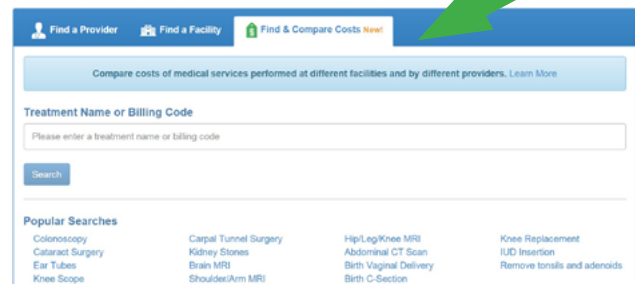 Find a Provider Find a Facility Find & Compare Costs New!
Compare costs of medical services performed at different facilities and by different providers. Learn More
Treatment Name or Billing Code
Please enter a treatment name or billing code
Search
Popular Searches
Colonoscopy Carpal Tunnel Surgery Hip/Leg/Knee MRI Knee Replacement
Cataract Surgery Kidney Stones Abdominal CT Scan IUD Insertion
Ear Tubes Brain MRI Birth Vaginal Delivery Remove tonsils and adenoids
Knee Scope Shoulder/Arm MRI Birth C-Section